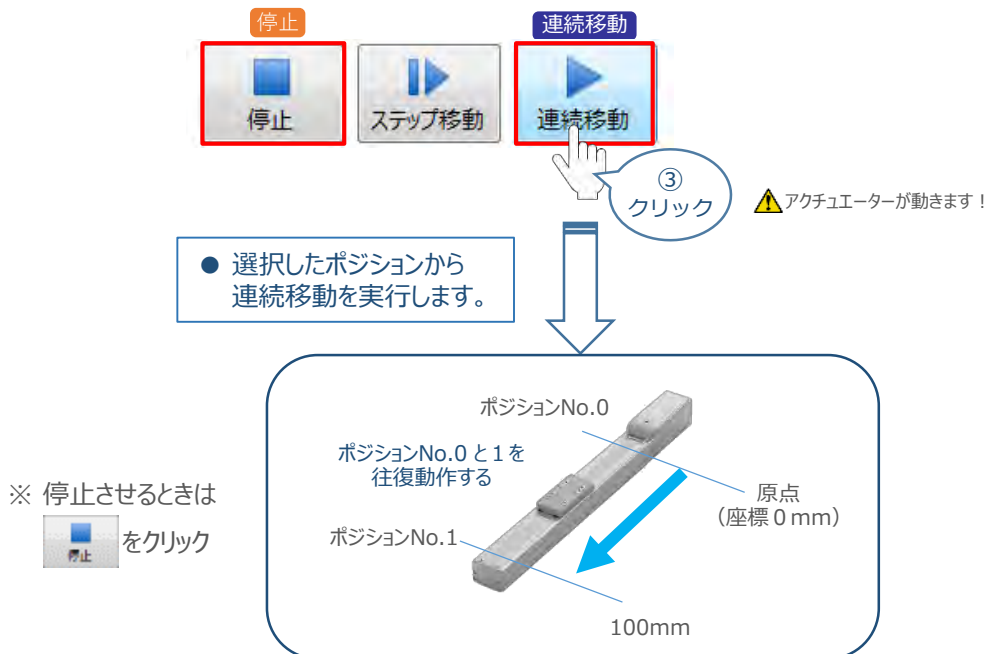 停止
連続移動
停止
ステップ移動
連続移動
③
クリック
アクチュエーターが動きます！
● 選択したポジションから
連続移動を実行します。
ポジションNo.0
ポジションNo.0 と1を
往復動作する
原点
（座標０mm）
ポジションNo.1
100mm
※ 停止させるときは
停止
をクリック